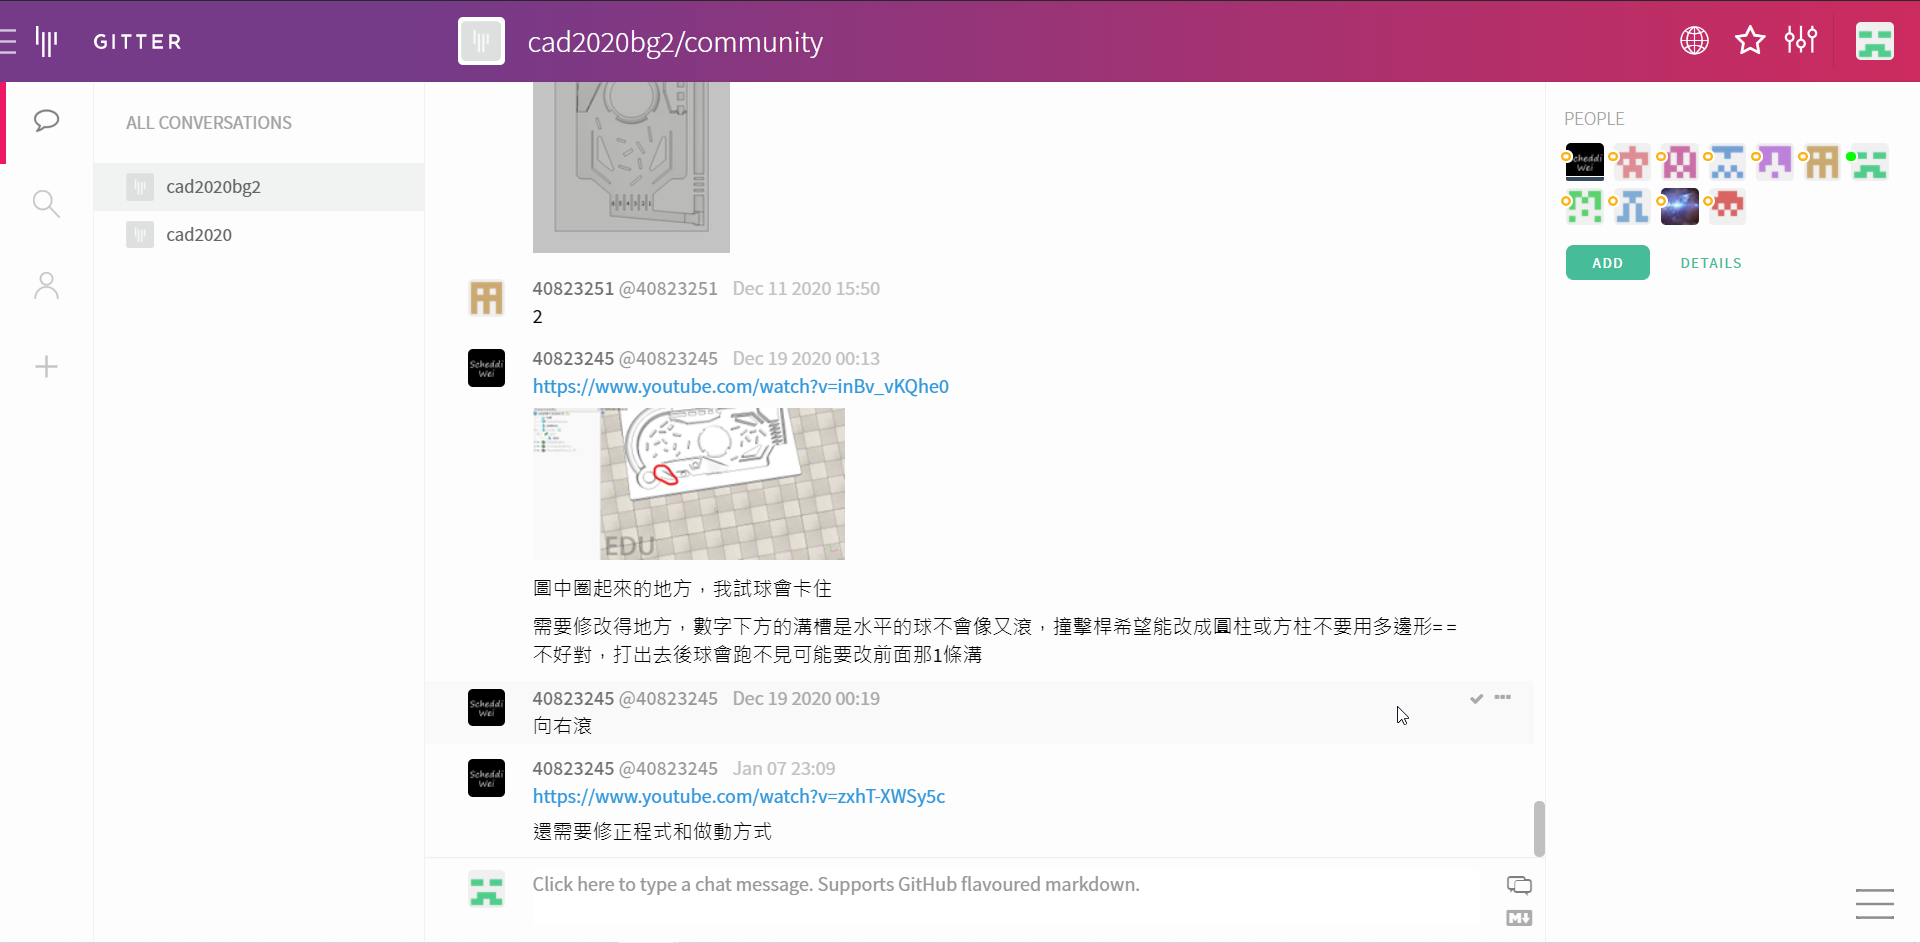 GITTER
cad2020bg2/community
ALL CONVERSATIONS
cad2020bg2
cad2020
40823251 @40823251 Dec 11 2020 15:50
2
Scheddi
Wei
40823245 @40823245 Dec 19 2020 00:13
https://www.youtube.com/watch?v=inBv_vKQhe0
EDU
圖中圈起來的地方，我試球會卡住
需要修改得地方，數字下方的溝槽是水平的球不會像又滾，撞擊桿希望能改成圓柱或方柱不要用多邊形= =
不好對，打出去後球會跑不見可能要改前面那1條溝
Scheddi
Wei
40823245 @40823245 Dec 19 2020 00:19
向右滾
Scheddi
Wei
40823245 @40823245 Jan 07 23:09
https://www.youtube.com/watch?v=zxhT-XWSy5c
還需要修正程式和做動方式
Click here to type a chat message. Supports GitHub flavoured markdown.
PEOPLE
cheddi
Wei
ADD
DETAILS